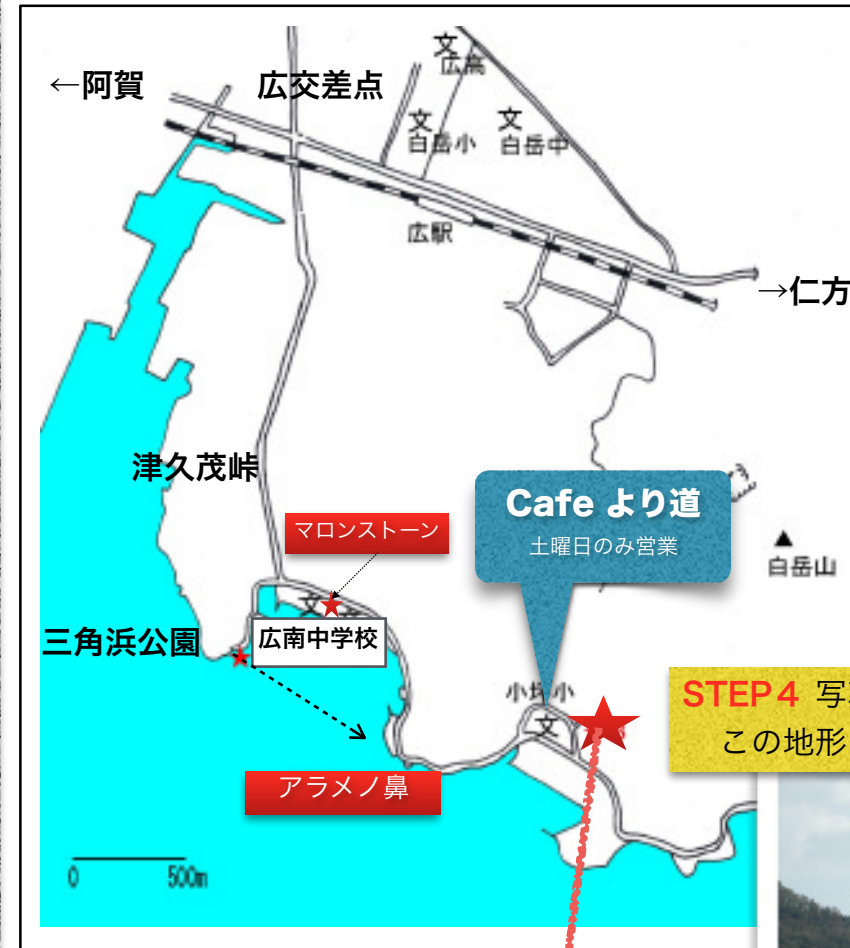 ←阿賀
広交差点
文
広高
文
白岳小
文
白岳中
広駅
→仁方
津久茂峠
マロンストーン
Cafe より道
土曜日のみ営業
▲
白岳山
文
広南中学校
三角浜公園
小坪小
文
STEP4 写
この地形
アラメノ鼻
0 500m